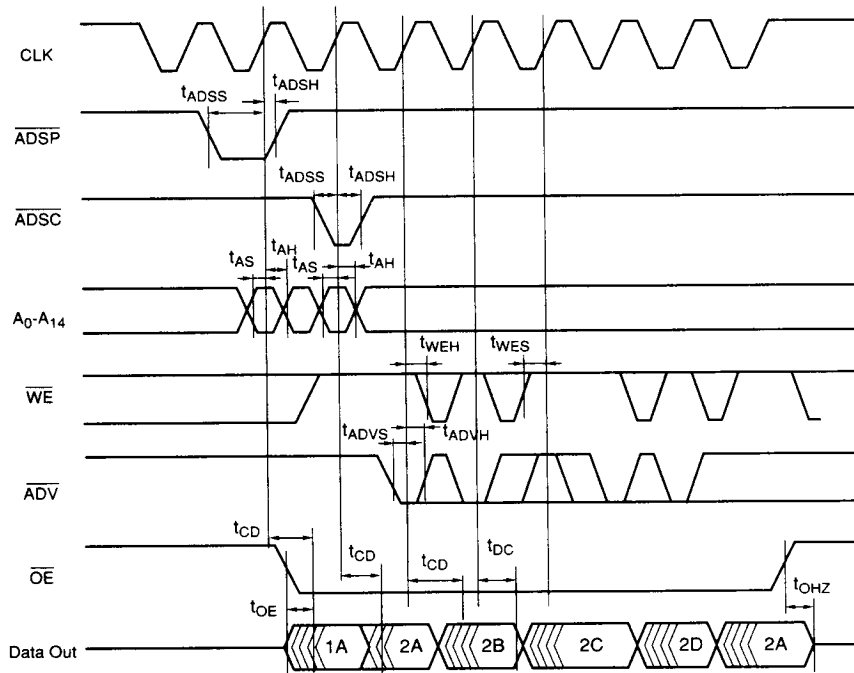 CLK
tADSS
tADSH
ADSP
tADSS
tADSH
ADSC
tAS
tAH
tAS
tAH
A0-A14
tWEH
tWES
WE
tADVS
tADVH
ADV
tCD
tCD
tCD
tDC
OE
tOE
tOHZ
Data Out
1A
2A
2B
2C
2D
2A